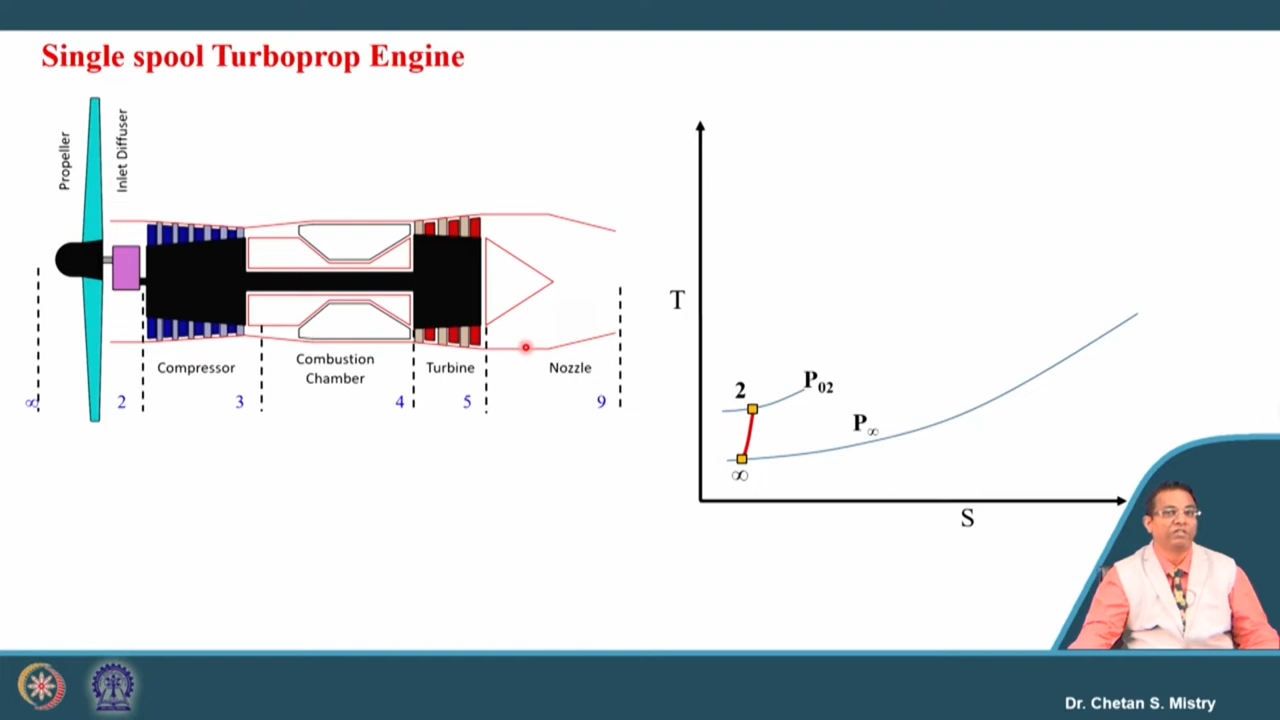 Single spool Turboprop Engine
Propeller
Inlet Diffuser
Compressor
Combustion
Chamber
Turbine
Nozzle
∞
2
3
4
5
9
T
2
P02
P∞
∞
S
Dr. Chetan S. Mistry